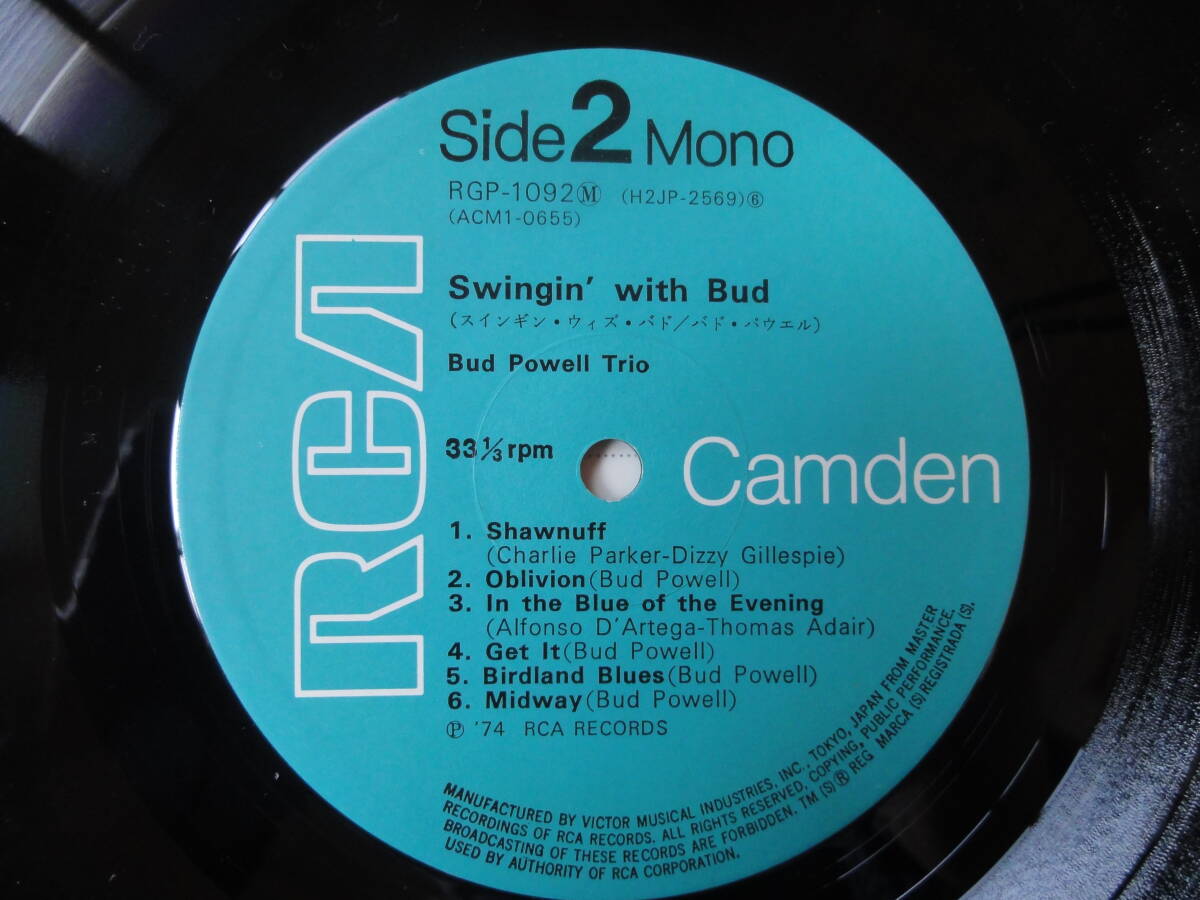 Side 2 Mono
RGP-1092Ⓜ (H2JP-2569)⑥
(ACM1-0655)
Swingin' with Bud
(スインギン・ウィズ・バド/バド・パウエル)
Bud Powell Trio
33⅓rpm
RCA
Camden
1. Shawnuff
(Charlie Parker-Dizzy Gillespie)
2. Oblivion(Bud Powell)
3. In the Blue of the Evening
(Alfonso D'Artega-Thomas Adair)
4. Get It(Bud Powell)
5. Birdland Blues(Bud Powell)
6. Midway(Bud Powell)
℗ '74 RCA RECORDS
MANUFACTURED BY VICTOR MUSICAL INDUSTRIES, INC., TOKYO, JAPAN FROM MASTER
RECORDINGS OF RCA RECORDS. ALL RIGHTS RESERVED, COPYING, PUBLIC PERFORMANCE,
BROADCASTING OF THESE RECORDS ARE FORBIDDEN. TM (S)® REG MARCA (S) REGISTRADA (S).
USED BY AUTHORITY OF RCA CORPORATION.